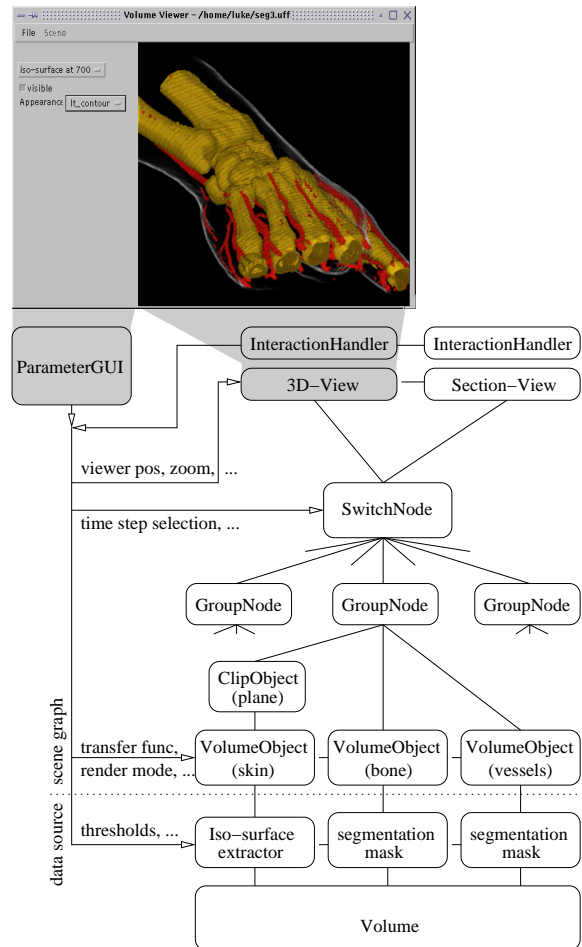 Volume Viewer – /home/luke/seg3.uff
File Scene
iso-surface at 700
visible
Appearance lt_contour
ParameterGUI
InteractionHandler
InteractionHandler
3D−View
Section−View
viewer pos, zoom, ...
SwitchNode
time step selection, ...
GroupNode
GroupNode
GroupNode
ClipObject
(plane)
scene graph
transfer func,
render mode, ...
VolumeObject
(skin)
VolumeObject
(bone)
VolumeObject
(vessels)
data source
thresholds, ...
Iso−surface
extractor
segmentation
mask
segmentation
mask
Volume